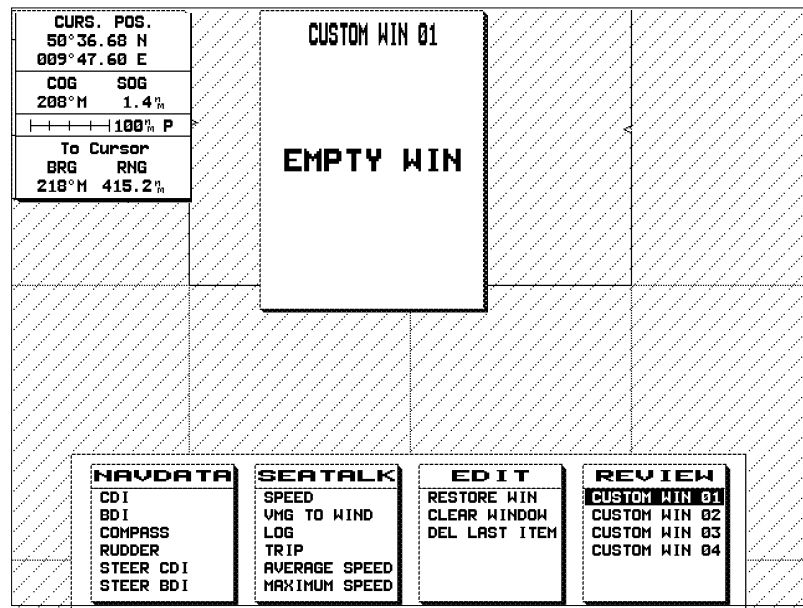 CURS. POS.
50°36.68 N
009°47.60 E
COG SOG
208°M 1.4ⁿₘ
100ⁿₘ P
To Cursor
BRG RNG
218°M 415.2ⁿₘ
CUSTOM WIN 01
EMPTY WIN
NAVDATA
CDI
BDI
COMPASS
RUDDER
STEER CDI
STEER BDI
SEATALK
SPEED
VMG TO WIND
LOG
TRIP
AVERAGE SPEED
MAXIMUM SPEED
EDIT
RESTORE WIN
CLEAR WINDOW
DEL LAST ITEM
REVIEW
CUSTOM WIN 01
CUSTOM WIN 02
CUSTOM WIN 03
CUSTOM WIN 04